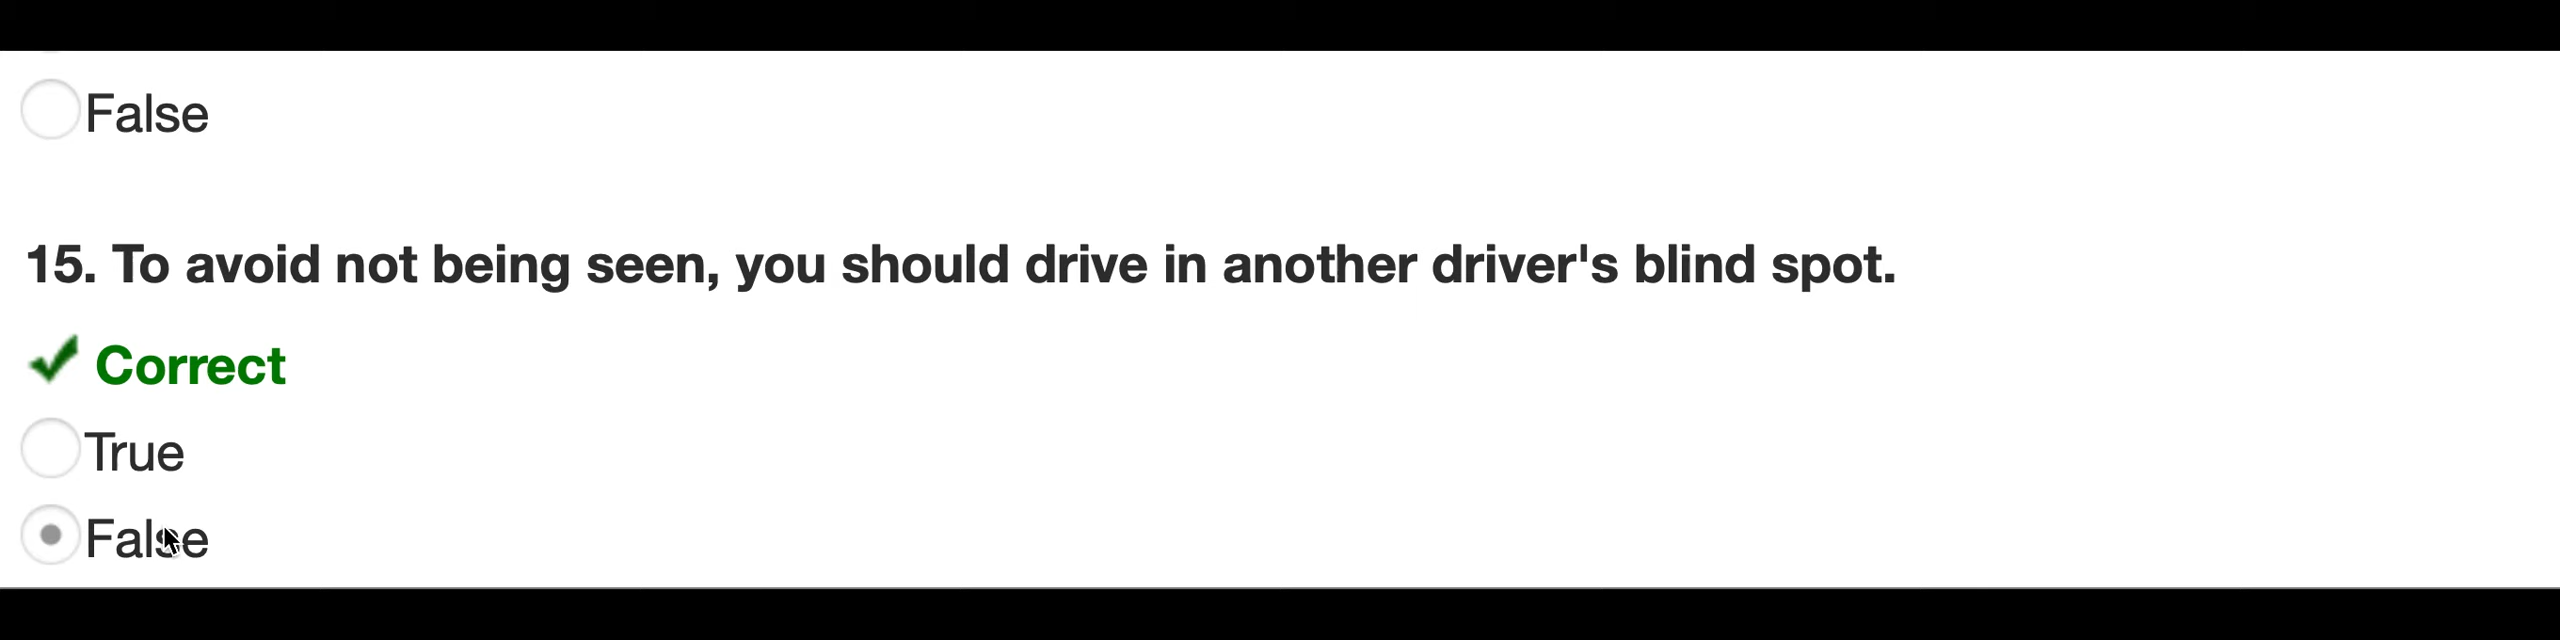 False
15. To avoid not being seen, you should drive in another driver's blind spot.
Correct
True
False